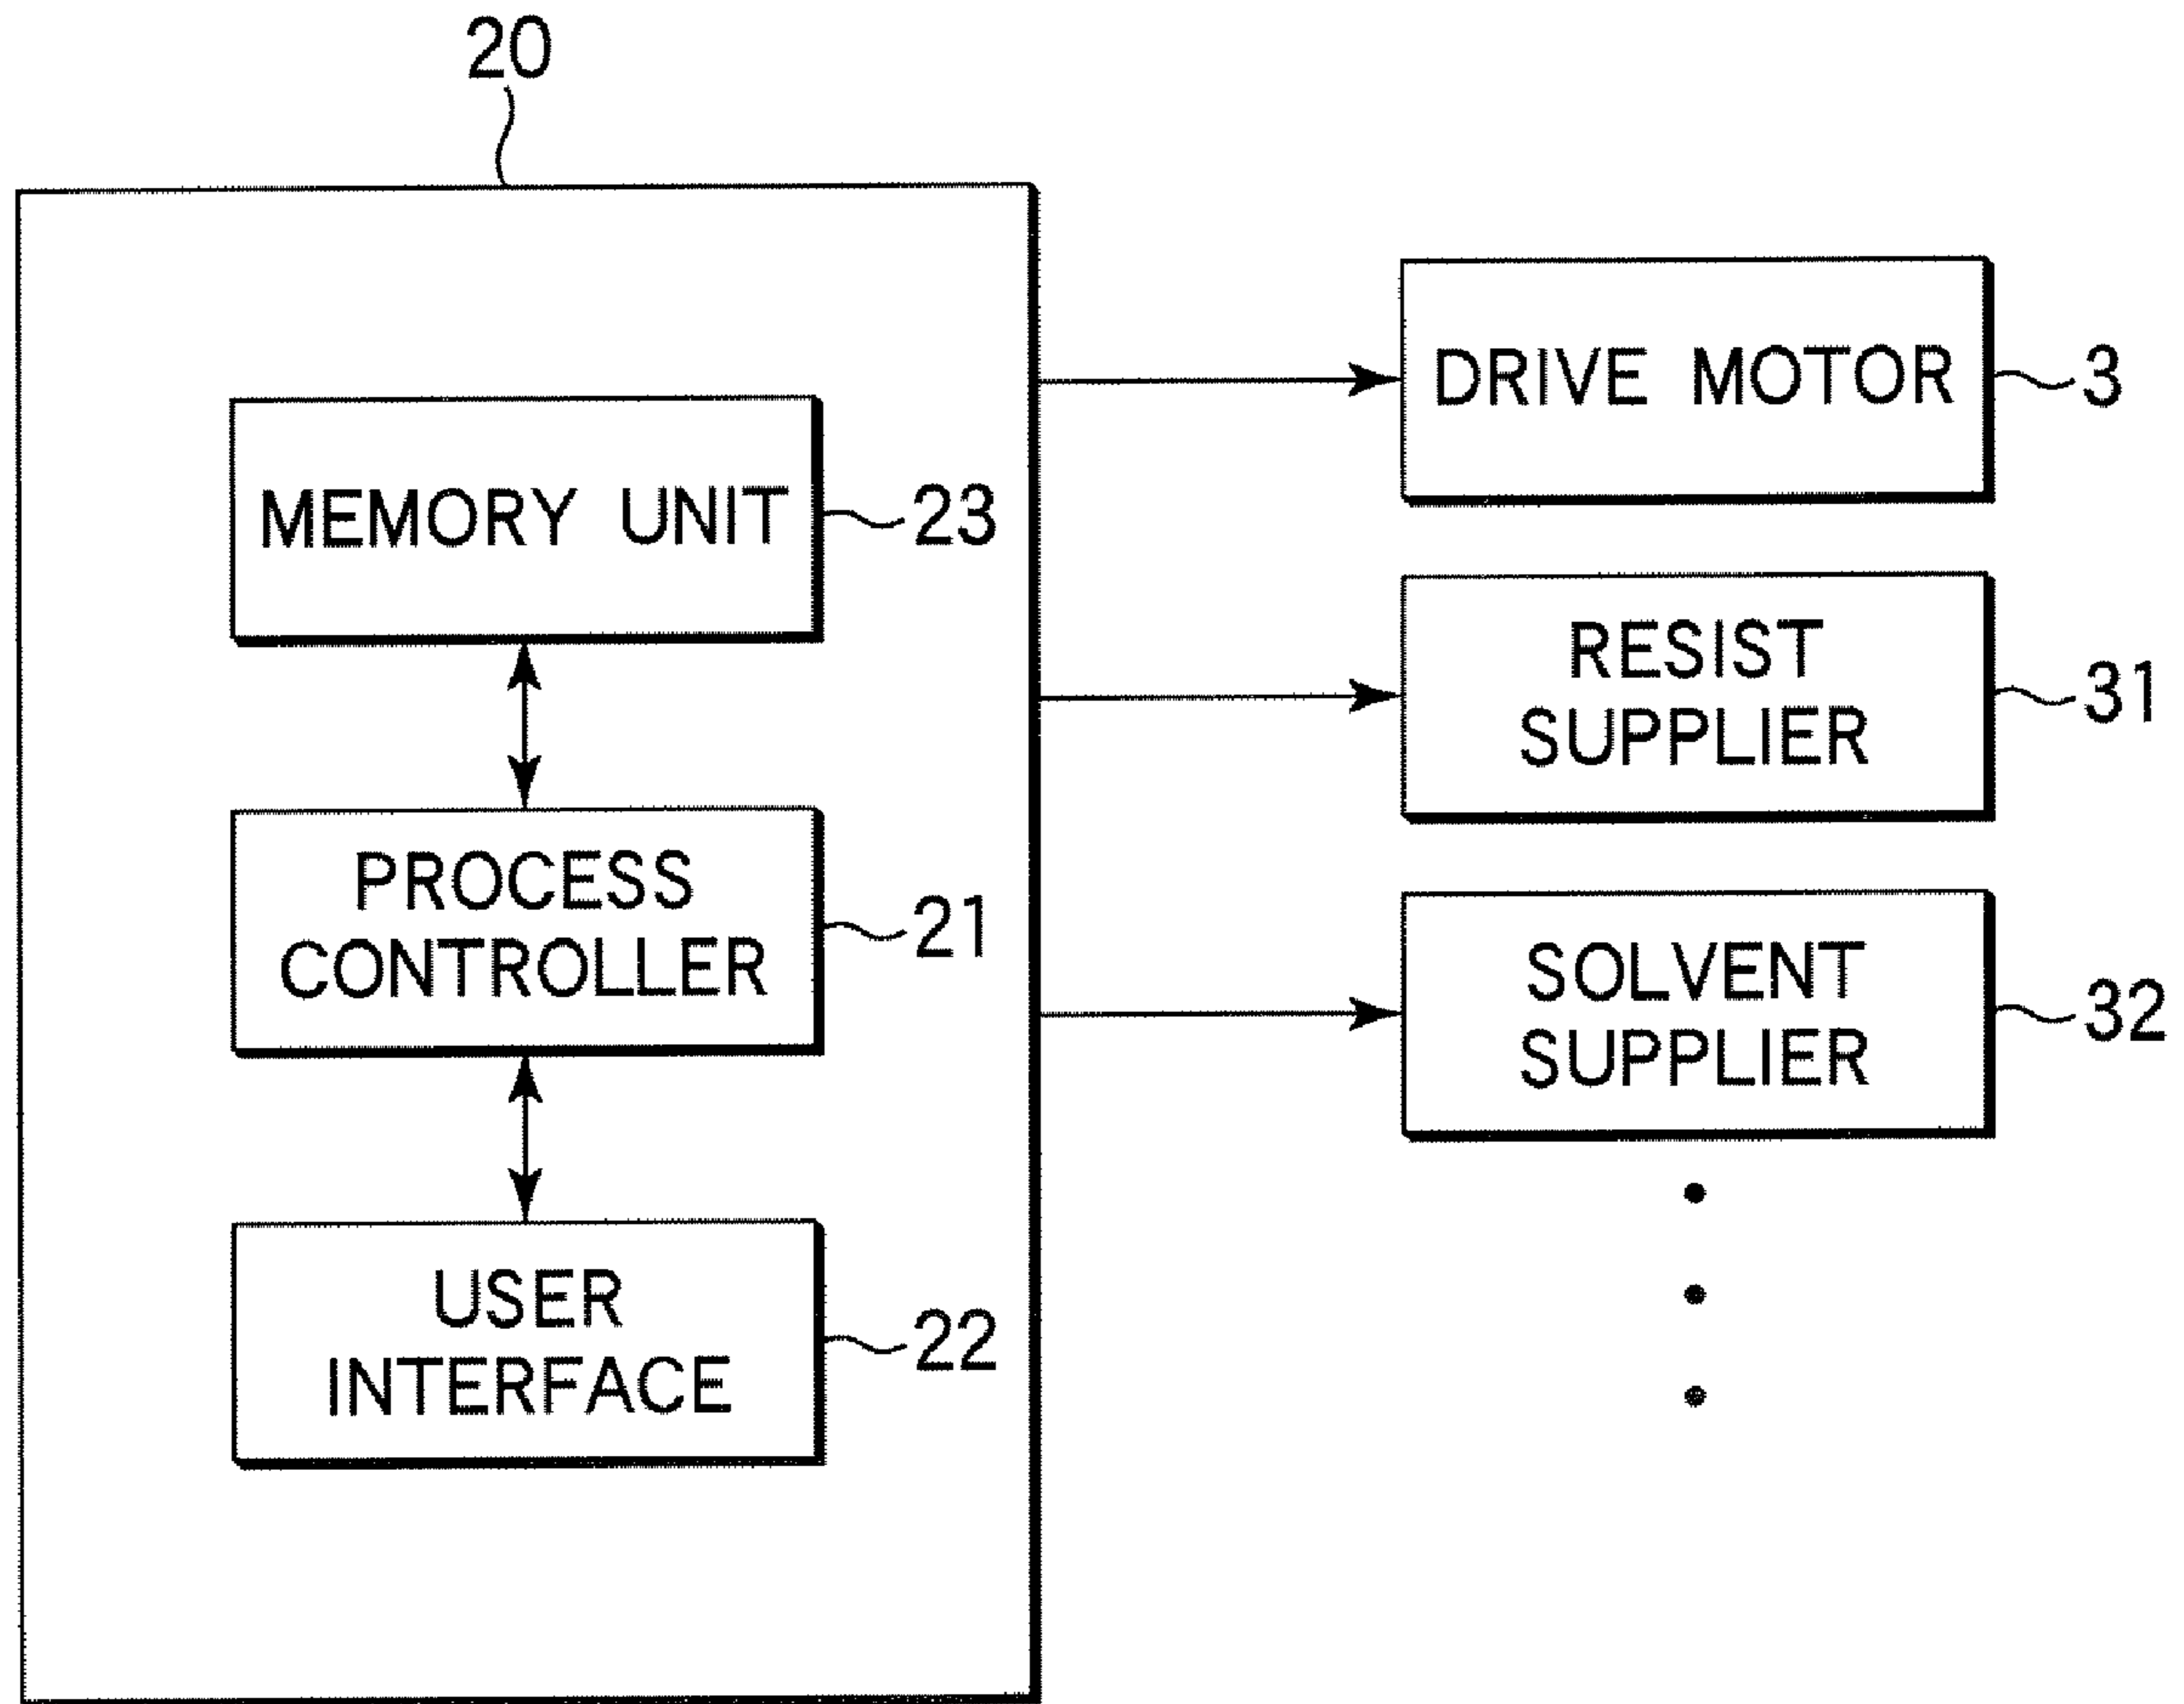 20
MEMORY UNIT
23
PROCESS
CONTROLLER
21
USER
INTERFACE
22
DRIVE MOTOR
3
RESIST
SUPPLIER
31
SOLVENT
SUPPLIER
32